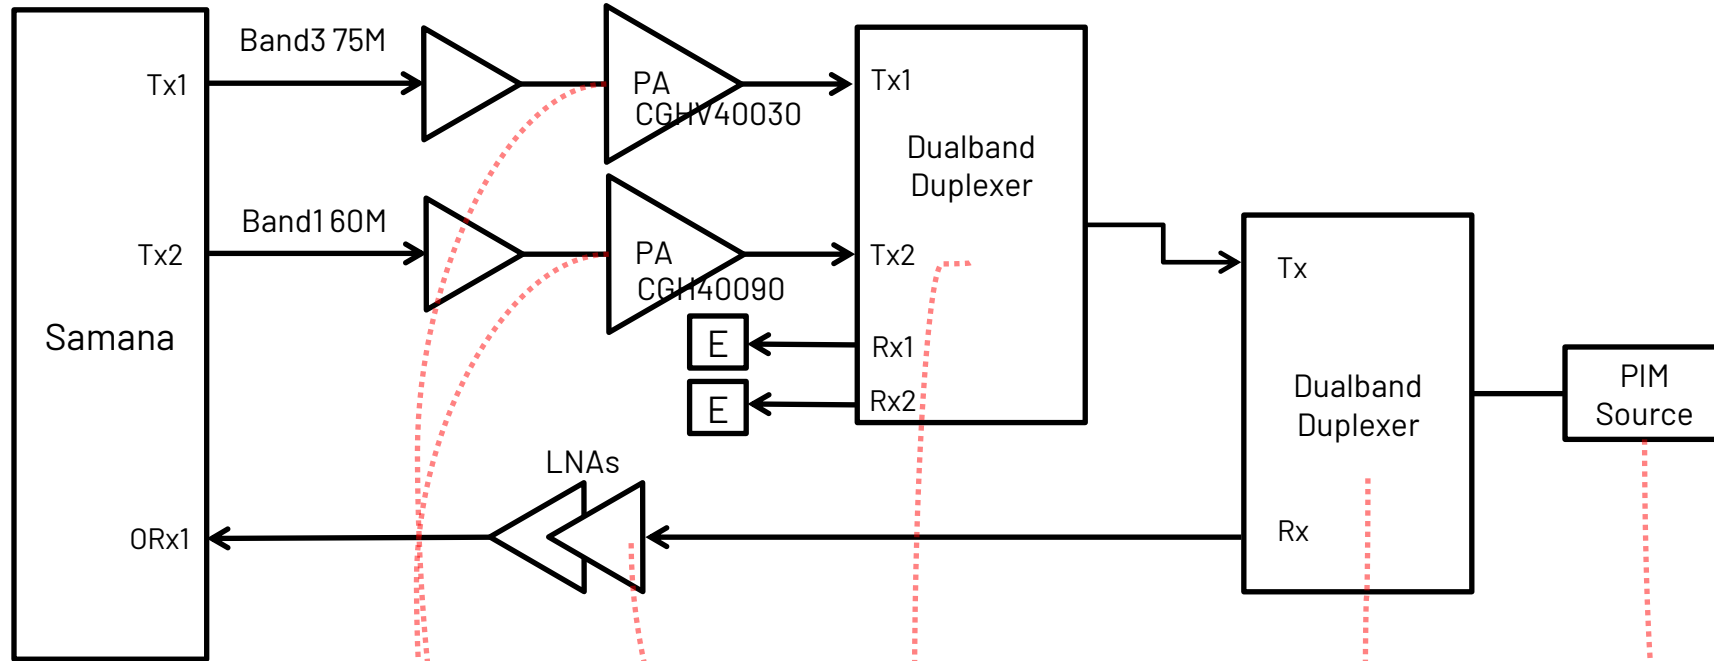 Band3 75M
Tx1
PA
CGHV40030
Tx1
Dualband
Duplexer
Band1 60M
Tx2
PA
CGH40090
Tx2
Samana
E
Rx1
E
Rx2
Tx
Dualband
Duplexer
PIM
Source
LNAs
ORx1
Rx